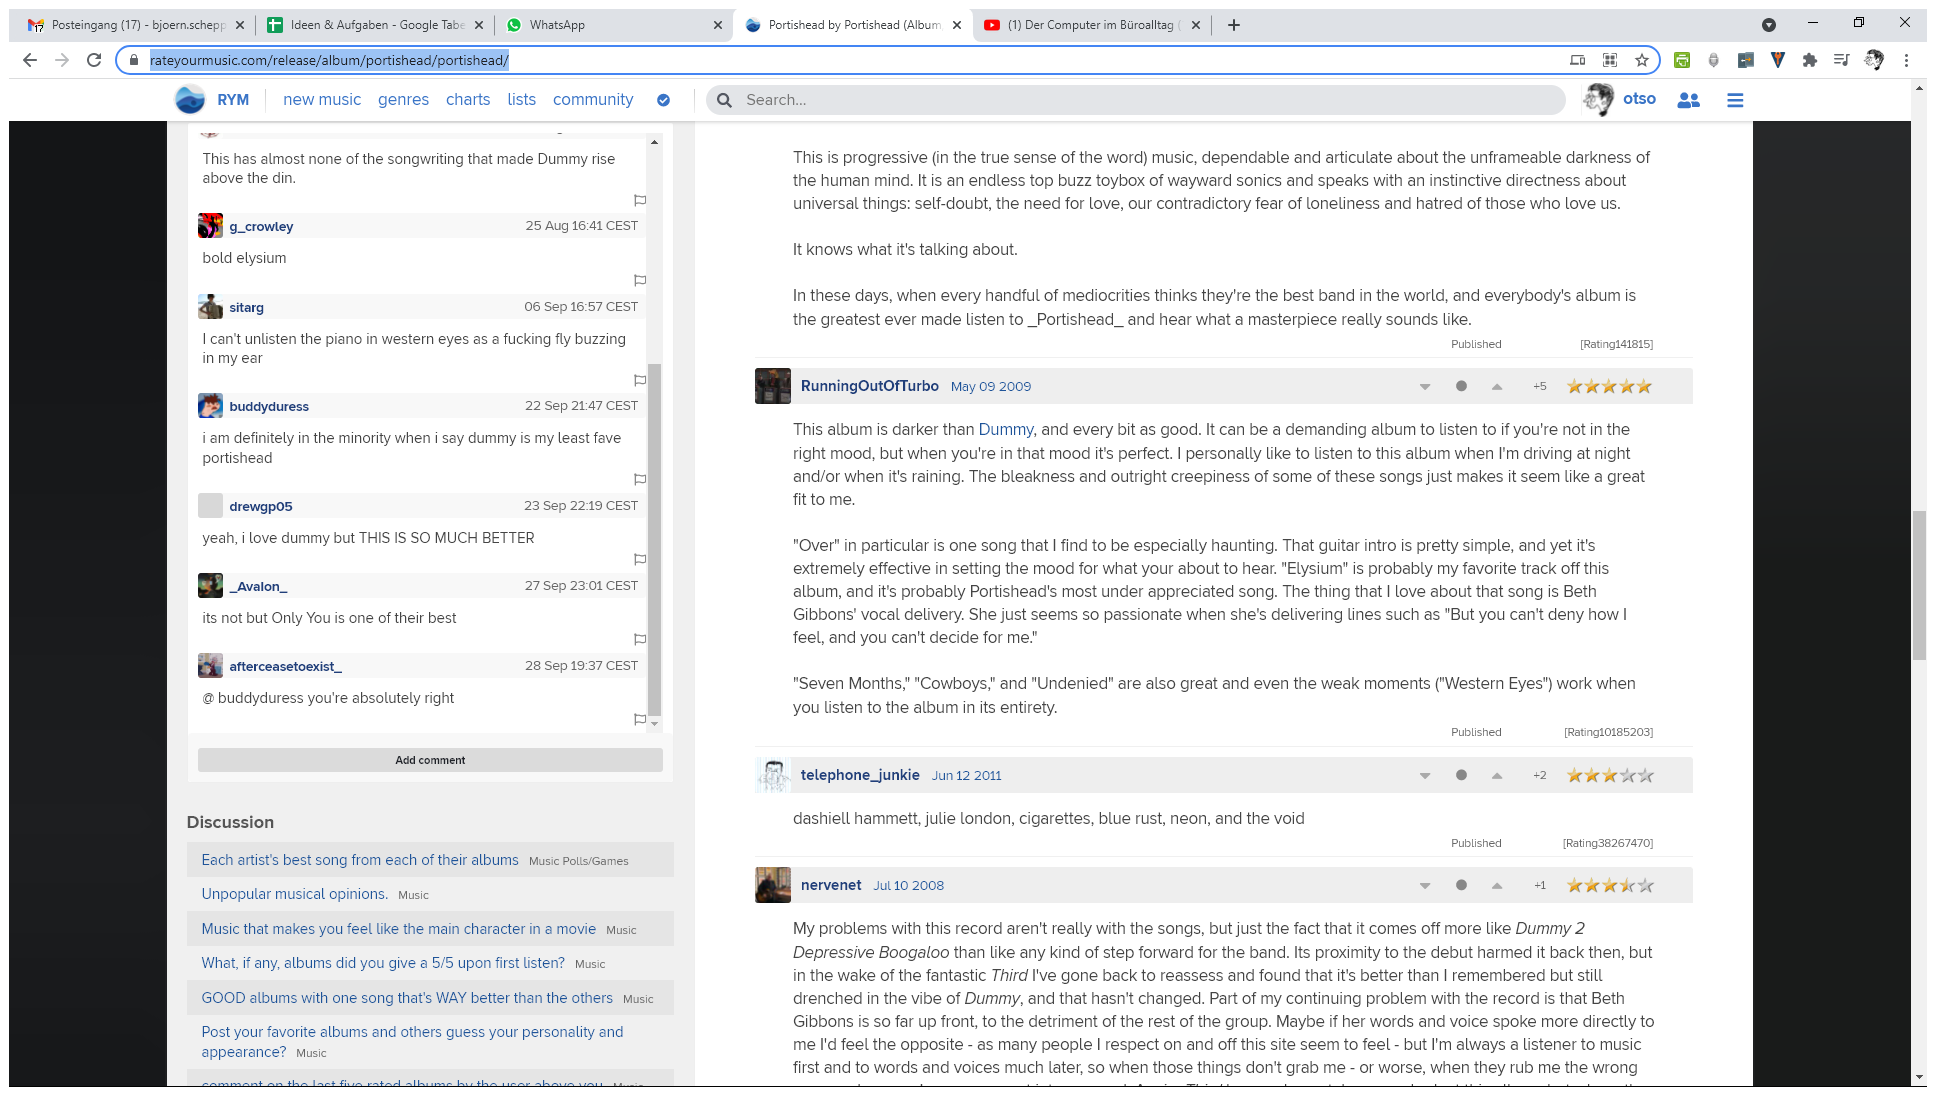 Posteingang (17) - bjoern.schepp
Ideen & Aufgaben - Google Tabe
WhatsApp
Portishead by Portishead (Album,
(1) Der Computer im Büroalltag (
rateyourmusic.com/release/album/portishead/portishead/
RYM
new music
genres
charts
lists
community
Search...
otso
This has almost none of the songwriting that made Dummy rise
above the din.
g_crowley 25 Aug 16:41 CEST
bold elysium
sitarg 06 Sep 16:57 CEST
I can't unlisten the piano in western eyes as a fucking fly buzzing
in my ear
buddyduress 22 Sep 21:47 CEST
i am definitely in the minority when i say dummy is my least fave
portishead
drewgp05 23 Sep 22:19 CEST
yeah, i love dummy but THIS IS SO MUCH BETTER
_Avalon_ 27 Sep 23:01 CEST
its not but Only You is one of their best
afterceasetoexist_ 28 Sep 19:37 CEST
@ buddyduress you're absolutely right
Add comment
Discussion
Each artist's best song from each of their albums Music Polls/Games
Unpopular musical opinions. Music
Music that makes you feel like the main character in a movie Music
What, if any, albums did you give a 5/5 upon first listen? Music
GOOD albums with one song that's WAY better than the others Music
Post your favorite albums and others guess your personality and
appearance? Music
comment on the last five rated albums by the user above you Music
This is progressive (in the true sense of the word) music, dependable and articulate about the unframeable darkness of
the human mind. It is an endless top buzz toybox of wayward sonics and speaks with an instinctive directness about
universal things: self-doubt, the need for love, our contradictory fear of loneliness and hatred of those who love us.
It knows what it's talking about.
In these days, when every handful of mediocrities thinks they're the best band in the world, and everybody's album is
the greatest ever made listen to _Portishead_ and hear what a masterpiece really sounds like.
Published [Rating141815]
RunningOutOfTurbo May 09 2009 +5
This album is darker than Dummy, and every bit as good. It can be a demanding album to listen to if you're not in the
right mood, but when you're in that mood it's perfect. I personally like to listen to this album when I'm driving at night
and/or when it's raining. The bleakness and outright creepiness of some of these songs just makes it seem like a great
fit to me.
"Over" in particular is one song that I find to be especially haunting. That guitar intro is pretty simple, and yet it's
extremely effective in setting the mood for what your about to hear. "Elysium" is probably my favorite track off this
album, and it's probably Portishead's most under appreciated song. The thing that I love about that song is Beth
Gibbons' vocal delivery. She just seems so passionate when she's delivering lines such as "But you can't deny how I
feel, and you can't decide for me."
"Seven Months," "Cowboys," and "Undenied" are also great and even the weak moments ("Western Eyes") work when
you listen to the album in its entirety.
Published [Rating10185203]
telephone_junkie Jun 12 2011 +2
dashiell hammett, julie london, cigarettes, blue rust, neon, and the void
Published [Rating38267470]
nervenet Jul 10 2008 +1
My problems with this record aren't really with the songs, but just the fact that it comes off more like Dummy 2
Depressive Boogaloo than like any kind of step forward for the band. Its proximity to the debut harmed it back then, but
in the wake of the fantastic Third I've gone back to reassess and found that it's better than I remembered but still
drenched in the vibe of Dummy, and that hasn't changed. Part of my continuing problem with the record is that Beth
Gibbons is so far up front, to the detriment of the rest of the group. Maybe if her words and voice spoke more directly to
me I'd feel the opposite - as many people I respect on and off this site seem to feel - but I'm always a listener to music
first and to words and voices much later, so when those things don't grab me - or worse, when they rub me the wrong